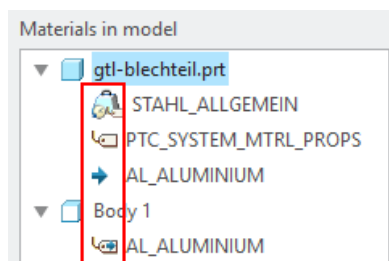 Materials in model
gtl-blechteil.prt
STAHL_ALLGEMEIN
PTC_SYSTEM_MTRL_PROPS
AL_ALUMINIUM
Body 1
AL_ALUMINIUM